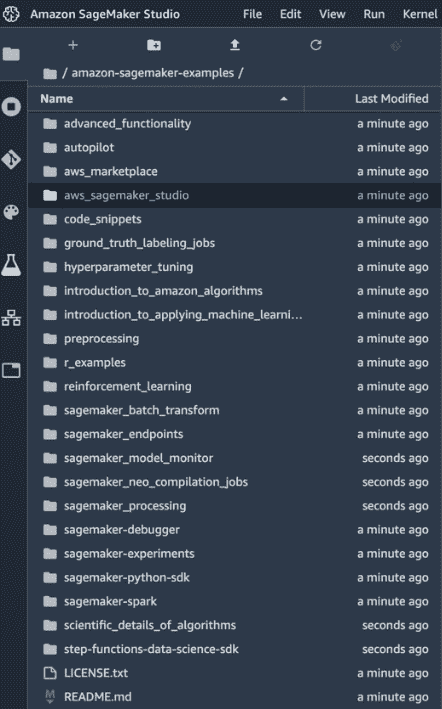 Amazon SageMaker Studio File Edit View Run Kernel
/ amazon-sagemaker-examples /
Name Last Modified
advanced_functionality a minute ago
autopilot a minute ago
aws_marketplace a minute ago
aws_sagemaker_studio a minute ago
code_snippets a minute ago
ground_truth_labeling_jobs a minute ago
hyperparameter_tuning a minute ago
introduction_to_amazon_algorithms a minute ago
introduction_to_applying_machine_learni... a minute ago
preprocessing a minute ago
r_examples a minute ago
reinforcement_learning a minute ago
sagemaker_batch_transform a minute ago
sagemaker_endpoints a minute ago
sagemaker_model_monitor seconds ago
sagemaker_neo_compilation_jobs seconds ago
sagemaker_processing seconds ago
sagemaker-debugger a minute ago
sagemaker-experiments a minute ago
sagemaker-python-sdk a minute ago
sagemaker-spark a minute ago
scientific_details_of_algorithms seconds ago
step-functions-data-science-sdk seconds ago
LICENSE.txt a minute ago
M README.md a minute ago